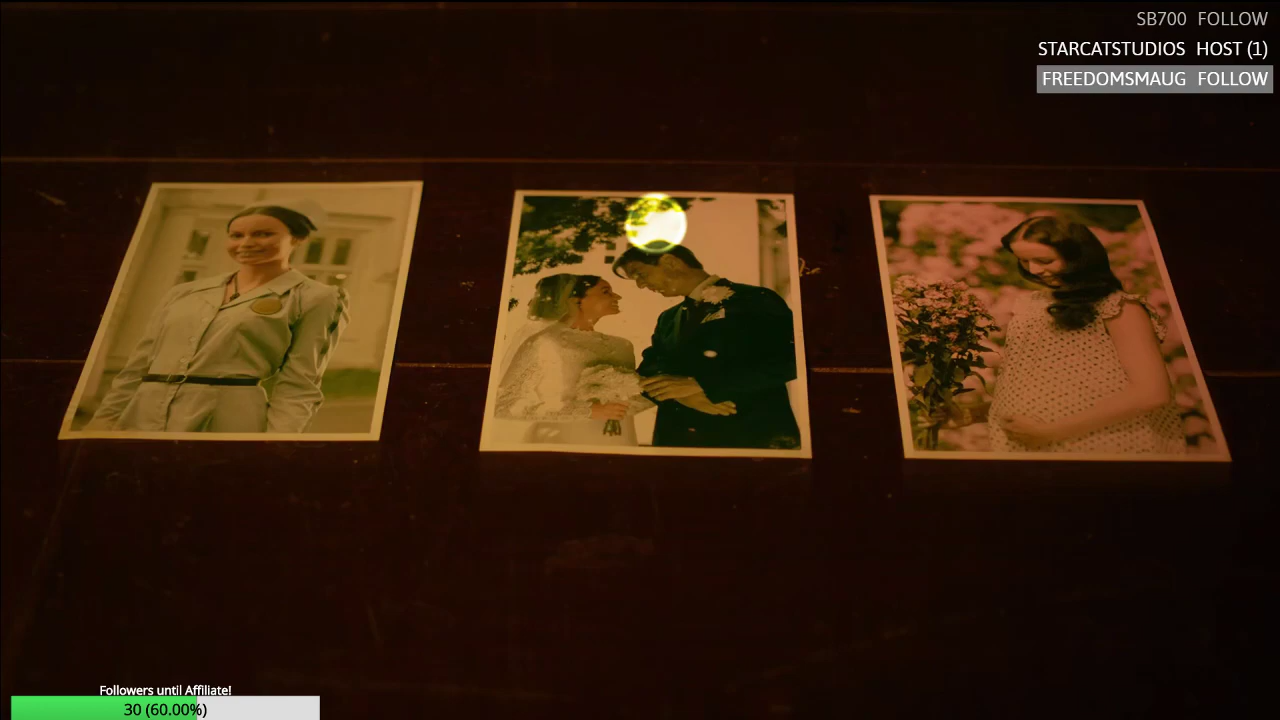 SB700 FOLLOW
STARCATSTUDIOS HOST (1)
FREEDOMSMAUG FOLLOW
Followers until Affiliate!
30 (60.00%)